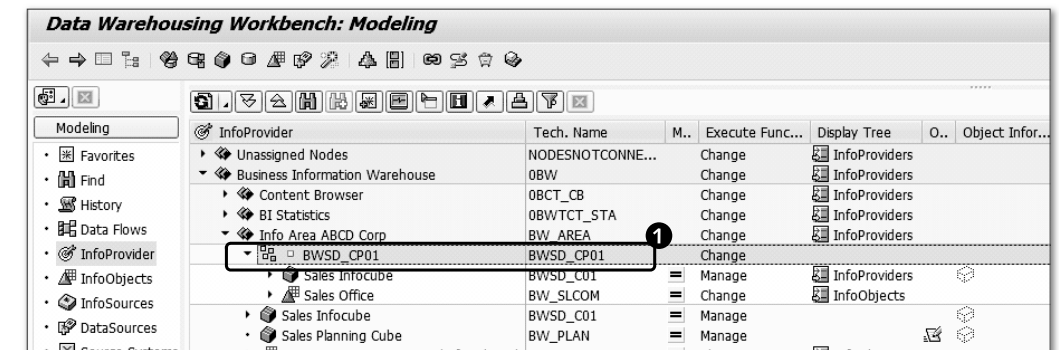 Data Warehousing Workbench: Modeling
Modeling
Favorites
Find
History
Data Flows
InfoProvider
InfoObjects
InfoSources
DataSources
InfoProvider Tech. Name M.. Execute Func... Display Tree O.. Object Infor...
Unassigned Nodes NODESNOTCONNE... Change InfoProviders
Business Information Warehouse 0BW Change InfoProviders
Content Browser 0BCT_CB Change InfoProviders
BI Statistics 0BWTCT_STA Change InfoProviders
Info Area ABCD Corp BW_AREA Change InfoProviders
1
BWSD_CP01 BWSD_CP01 Change
Sales Infocube BWSD_C01 = Manage InfoProviders
Sales Office BW_SLCOM = Change InfoObjects
Sales Infocube BWSD_C01 = Manage
Sales Planning Cube BW_PLAN = Manage